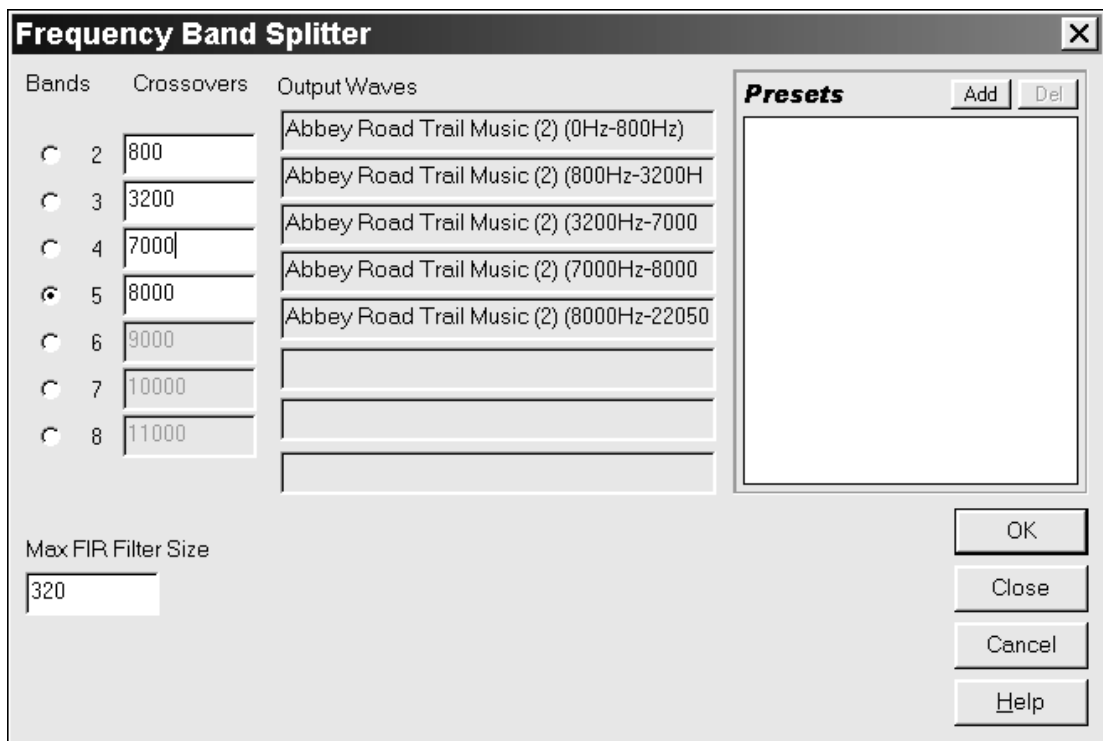 Frequency Band Splitter
Bands Crossovers Output Waves
2 800
3 3200
4 7000
5 8000
6 9000
7 10000
8 11000
Abbey Road Trail Music (2) (0Hz-800Hz)
Abbey Road Trail Music (2) (800Hz-3200H
Abbey Road Trail Music (2) (3200Hz-7000
Abbey Road Trail Music (2) (7000Hz-8000
Abbey Road Trail Music (2) (8000Hz-22050
Presets Add Del
Max FIR Filter Size
320
OK
Close
Cancel
Help